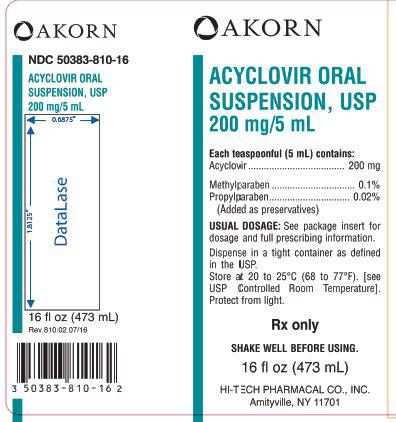 AKORN
NDC 50383-810-16
ACYCLOVIR ORAL
SUSPENSION, USP
200 mg/5 mL
0.6875"
1.8125"
DataLase
16 fl oz (473 mL)
Rev.810:02 07/16
3 50383-810-16 2
AKORN
ACYCLOVIR ORAL
SUSPENSION, USP
200 mg/5 mL
Each teaspoonful (5 mL) contains:
Acyclovir.................................... 200 mg
Methylparaben ............................... 0.1%
Propylparaben.............................. 0.02%
(Added as preservatives)
USUAL DOSAGE: See package insert for
dosage and full prescribing information.
Dispense in a tight container as defined
in the USP.
Store at 20 to 25°C (68 to 77°F). [see
USP Controlled Room Temperature].
Protect from light.
Rx only
SHAKE WELL BEFORE USING.
16 fl oz (473 mL)
HI-TECH PHARMACAL CO., INC.
Amityville, NY 11701